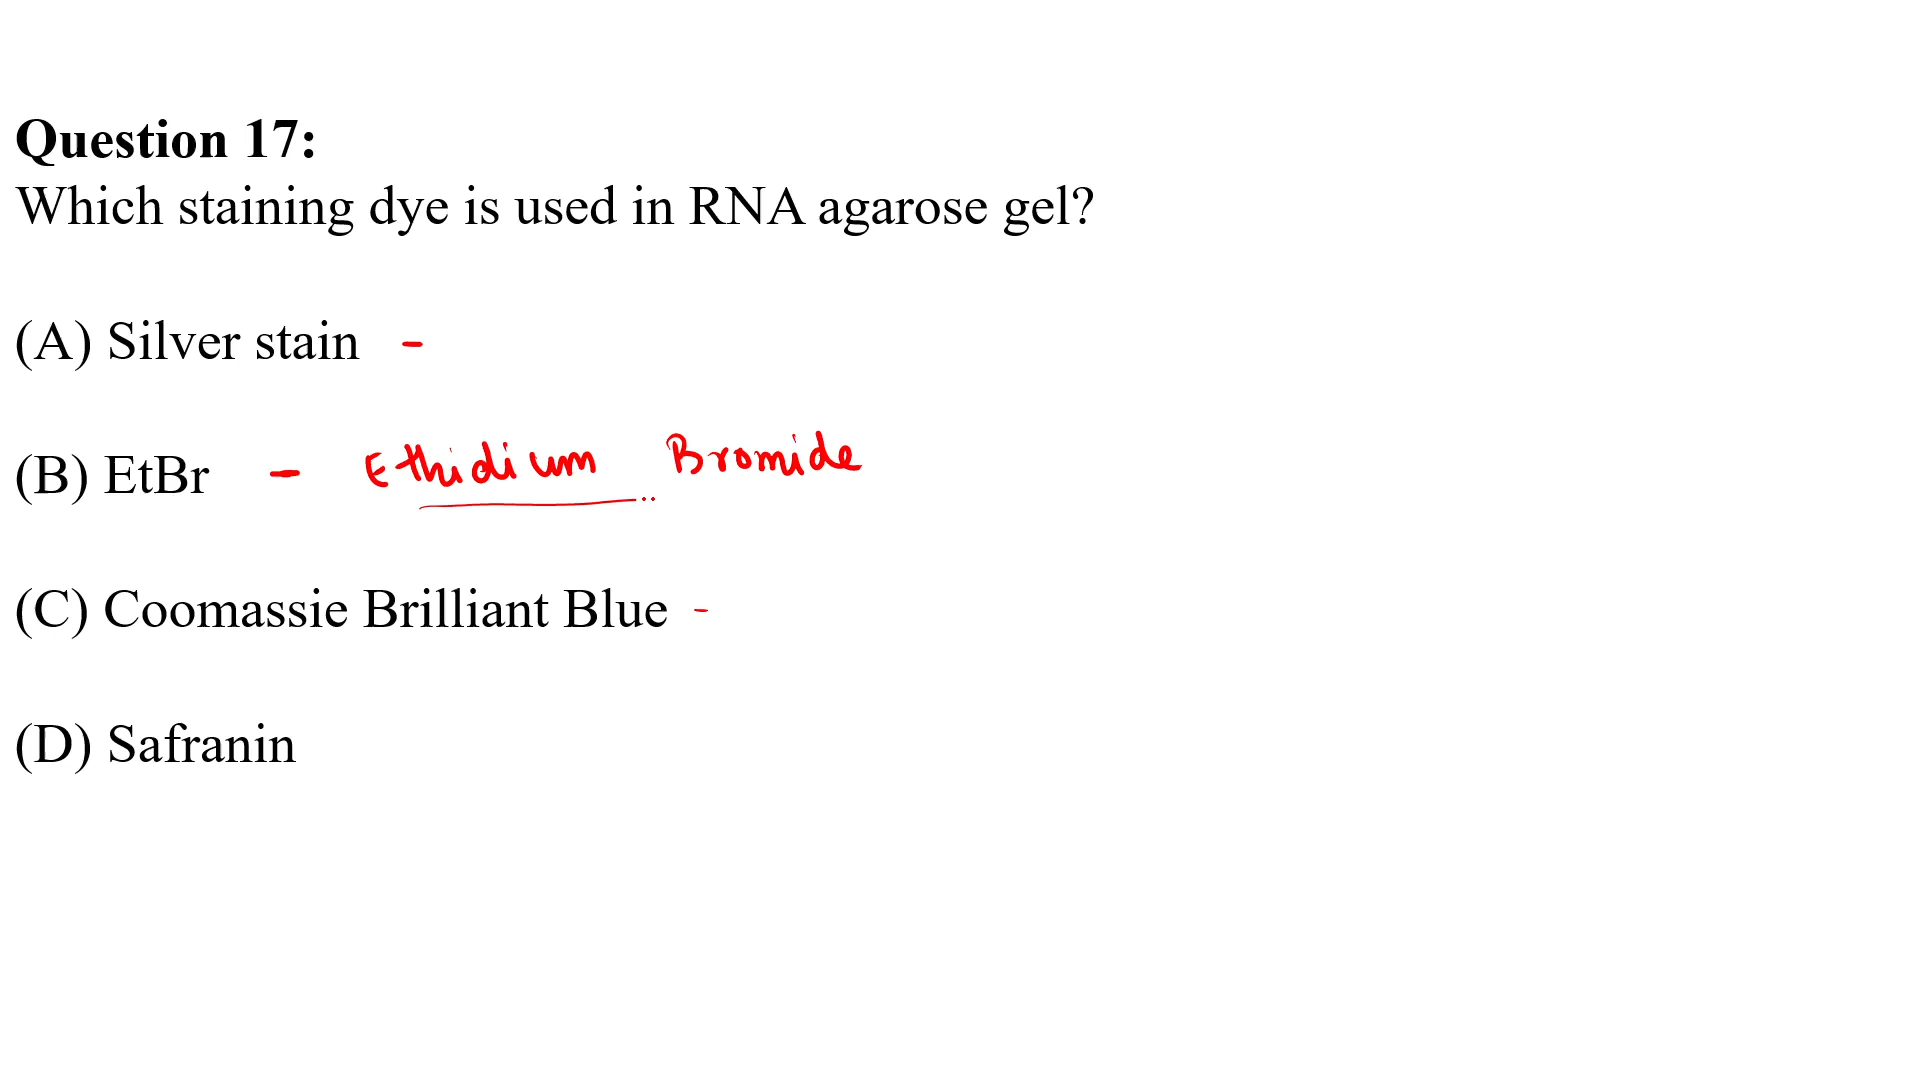 Question 17:
Which staining dye is used in RNA agarose gel?
(A) Silver stain -
(B) EtBr - Ethidium Bromide
(C) Coomassie Brilliant Blue -
(D) Safranin